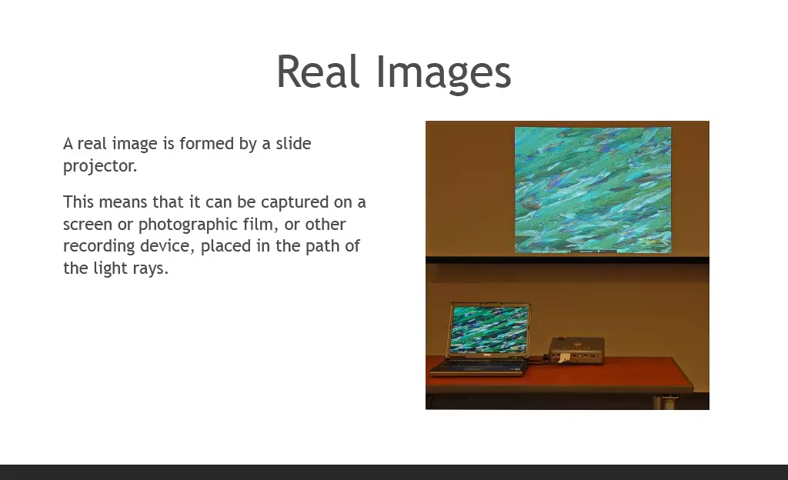 Real Images
A real image is formed by a slide
projector.
This means that it can be captured on a
screen or photographic film, or other
recording device, placed in the path of
the light rays.